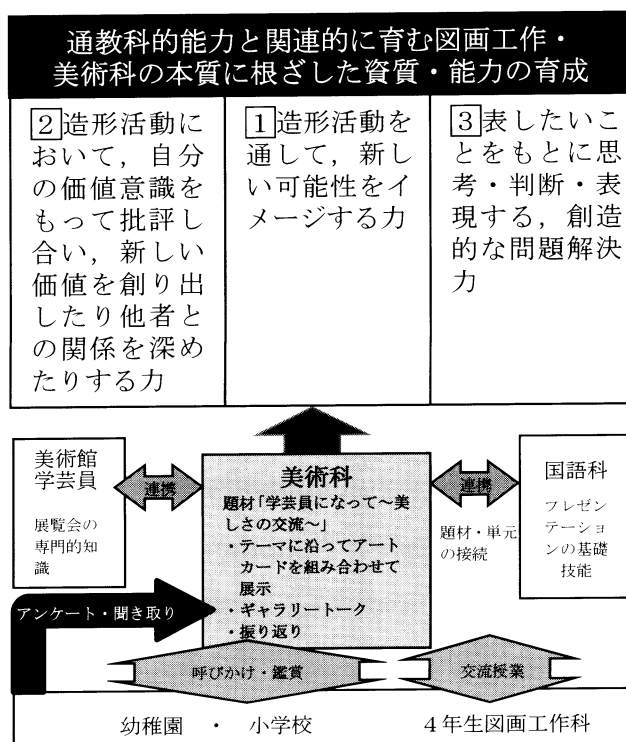 通教科的能力と関連的に育む図画工作・
美術科の本質に根ざした資質・能力の育成
2 造形活動に
おいて，自分
の価値意識を
もって批評し
合い，新しい
価値を創り出
したり他者と
の関係を深め
たりする力
1 造形活動を
通して，新し
い可能性をイ
メージする力
3 表したいこ
とをもとに思
考・判断・表
現する，創造
的な問題解決
力
美術館
学芸員
展覧会の
専門的知
識
連携
美術科
題材「学芸員になって～美
しさの交流～」
・テーマに沿ってアート
カードを組み合わせて
展示
・ギャラリートーク
・振り返り
連携
題材・単元
の接続
国語科
プレゼン
テーショ
ンの基礎
技能
アンケート・聞き取り
呼びかけ・鑑賞
交流授業
幼稚園 ・ 小学校
4年生図画工作科